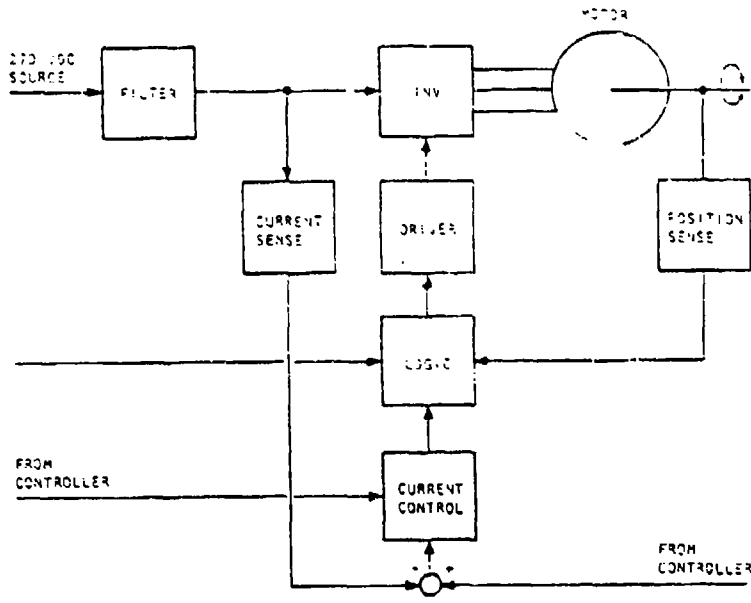 MOTOR
270 VDC
SOURCE
FILTER
INV
CURRENT
SENSE
DRIVER
POSITION
SENSE
LOGIC
FROM
CONTROLLER
CURRENT
CONTROL
- +
FROM
CONTROLLER